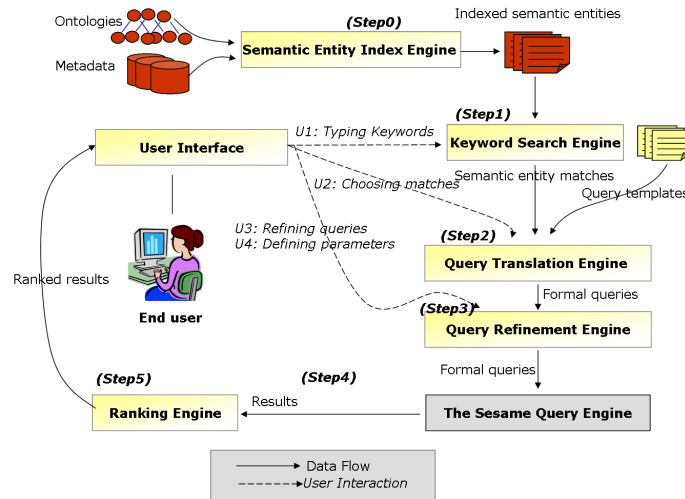 Ontologies
Metadata
(Step0)
Semantic Entity Index Engine
Indexed semantic entities
(Step1)
U1: Typing Keywords
User Interface
Keyword Search Engine
U2: Choosing matches
Semantic entity matches
Query templates
U3: Refining queries
U4: Defining parameters
(Step2)
Query Translation Engine
Ranked results
End user
Formal queries
(Step3)
Query Refinement Engine
Formal queries
(Step5)
(Step4)
Ranking Engine
Results
The Sesame Query Engine
Data Flow
User Interaction